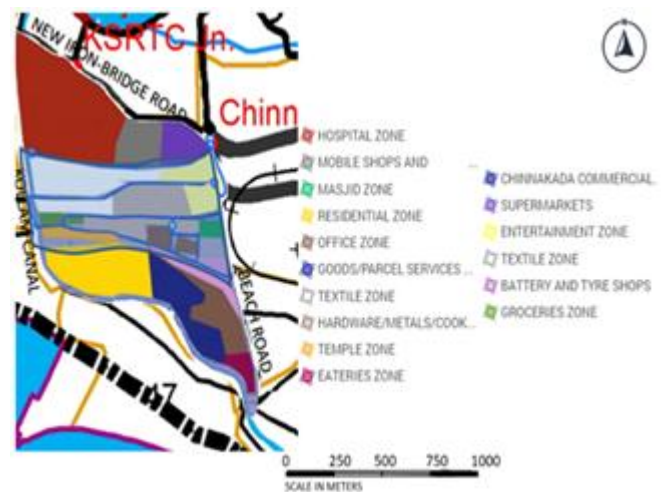 KSRTC Jn.
NEW IRON-BRIDGE ROAD
Chinn
HOSPITAL ZONE
MOBILE SHOPS AND ...
MASJID ZONE
RESIDENTIAL ZONE
OFFICE ZONE
GOODS/PARCEL SERVICES ...
TEXTILE ZONE
HARDWARE/METALS/COOK...
TEMPLE ZONE
EATERIES ZONE
CHINNAKADA COMMERCIAL.
SUPERMARKETS
ENTERTAINMENT ZONE
TEXTILE ZONE
BATTERY AND TYRE SHOPS
GROCERIES ZONE
CANAL
BEACH ROAD
47
0 250 500 750 1000
SCALE IN METERS